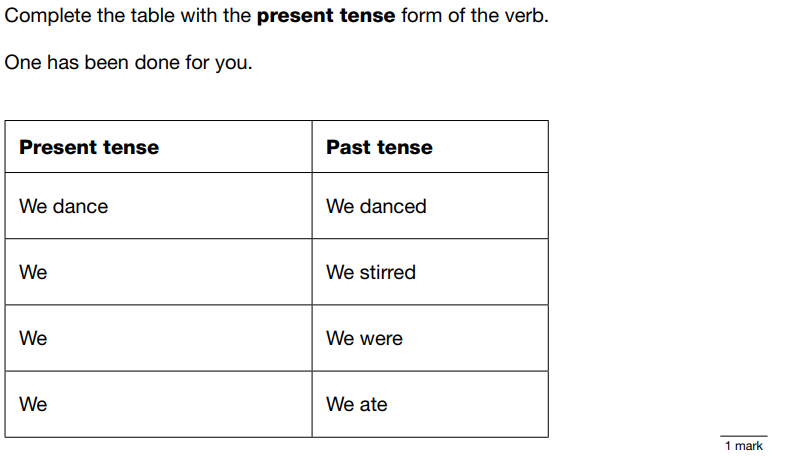 Complete the table with the present tense form of the verb.
One has been done for you.
Present tense Past tense
We dance We danced
We We stirred
We We were
We We ate
1 mark